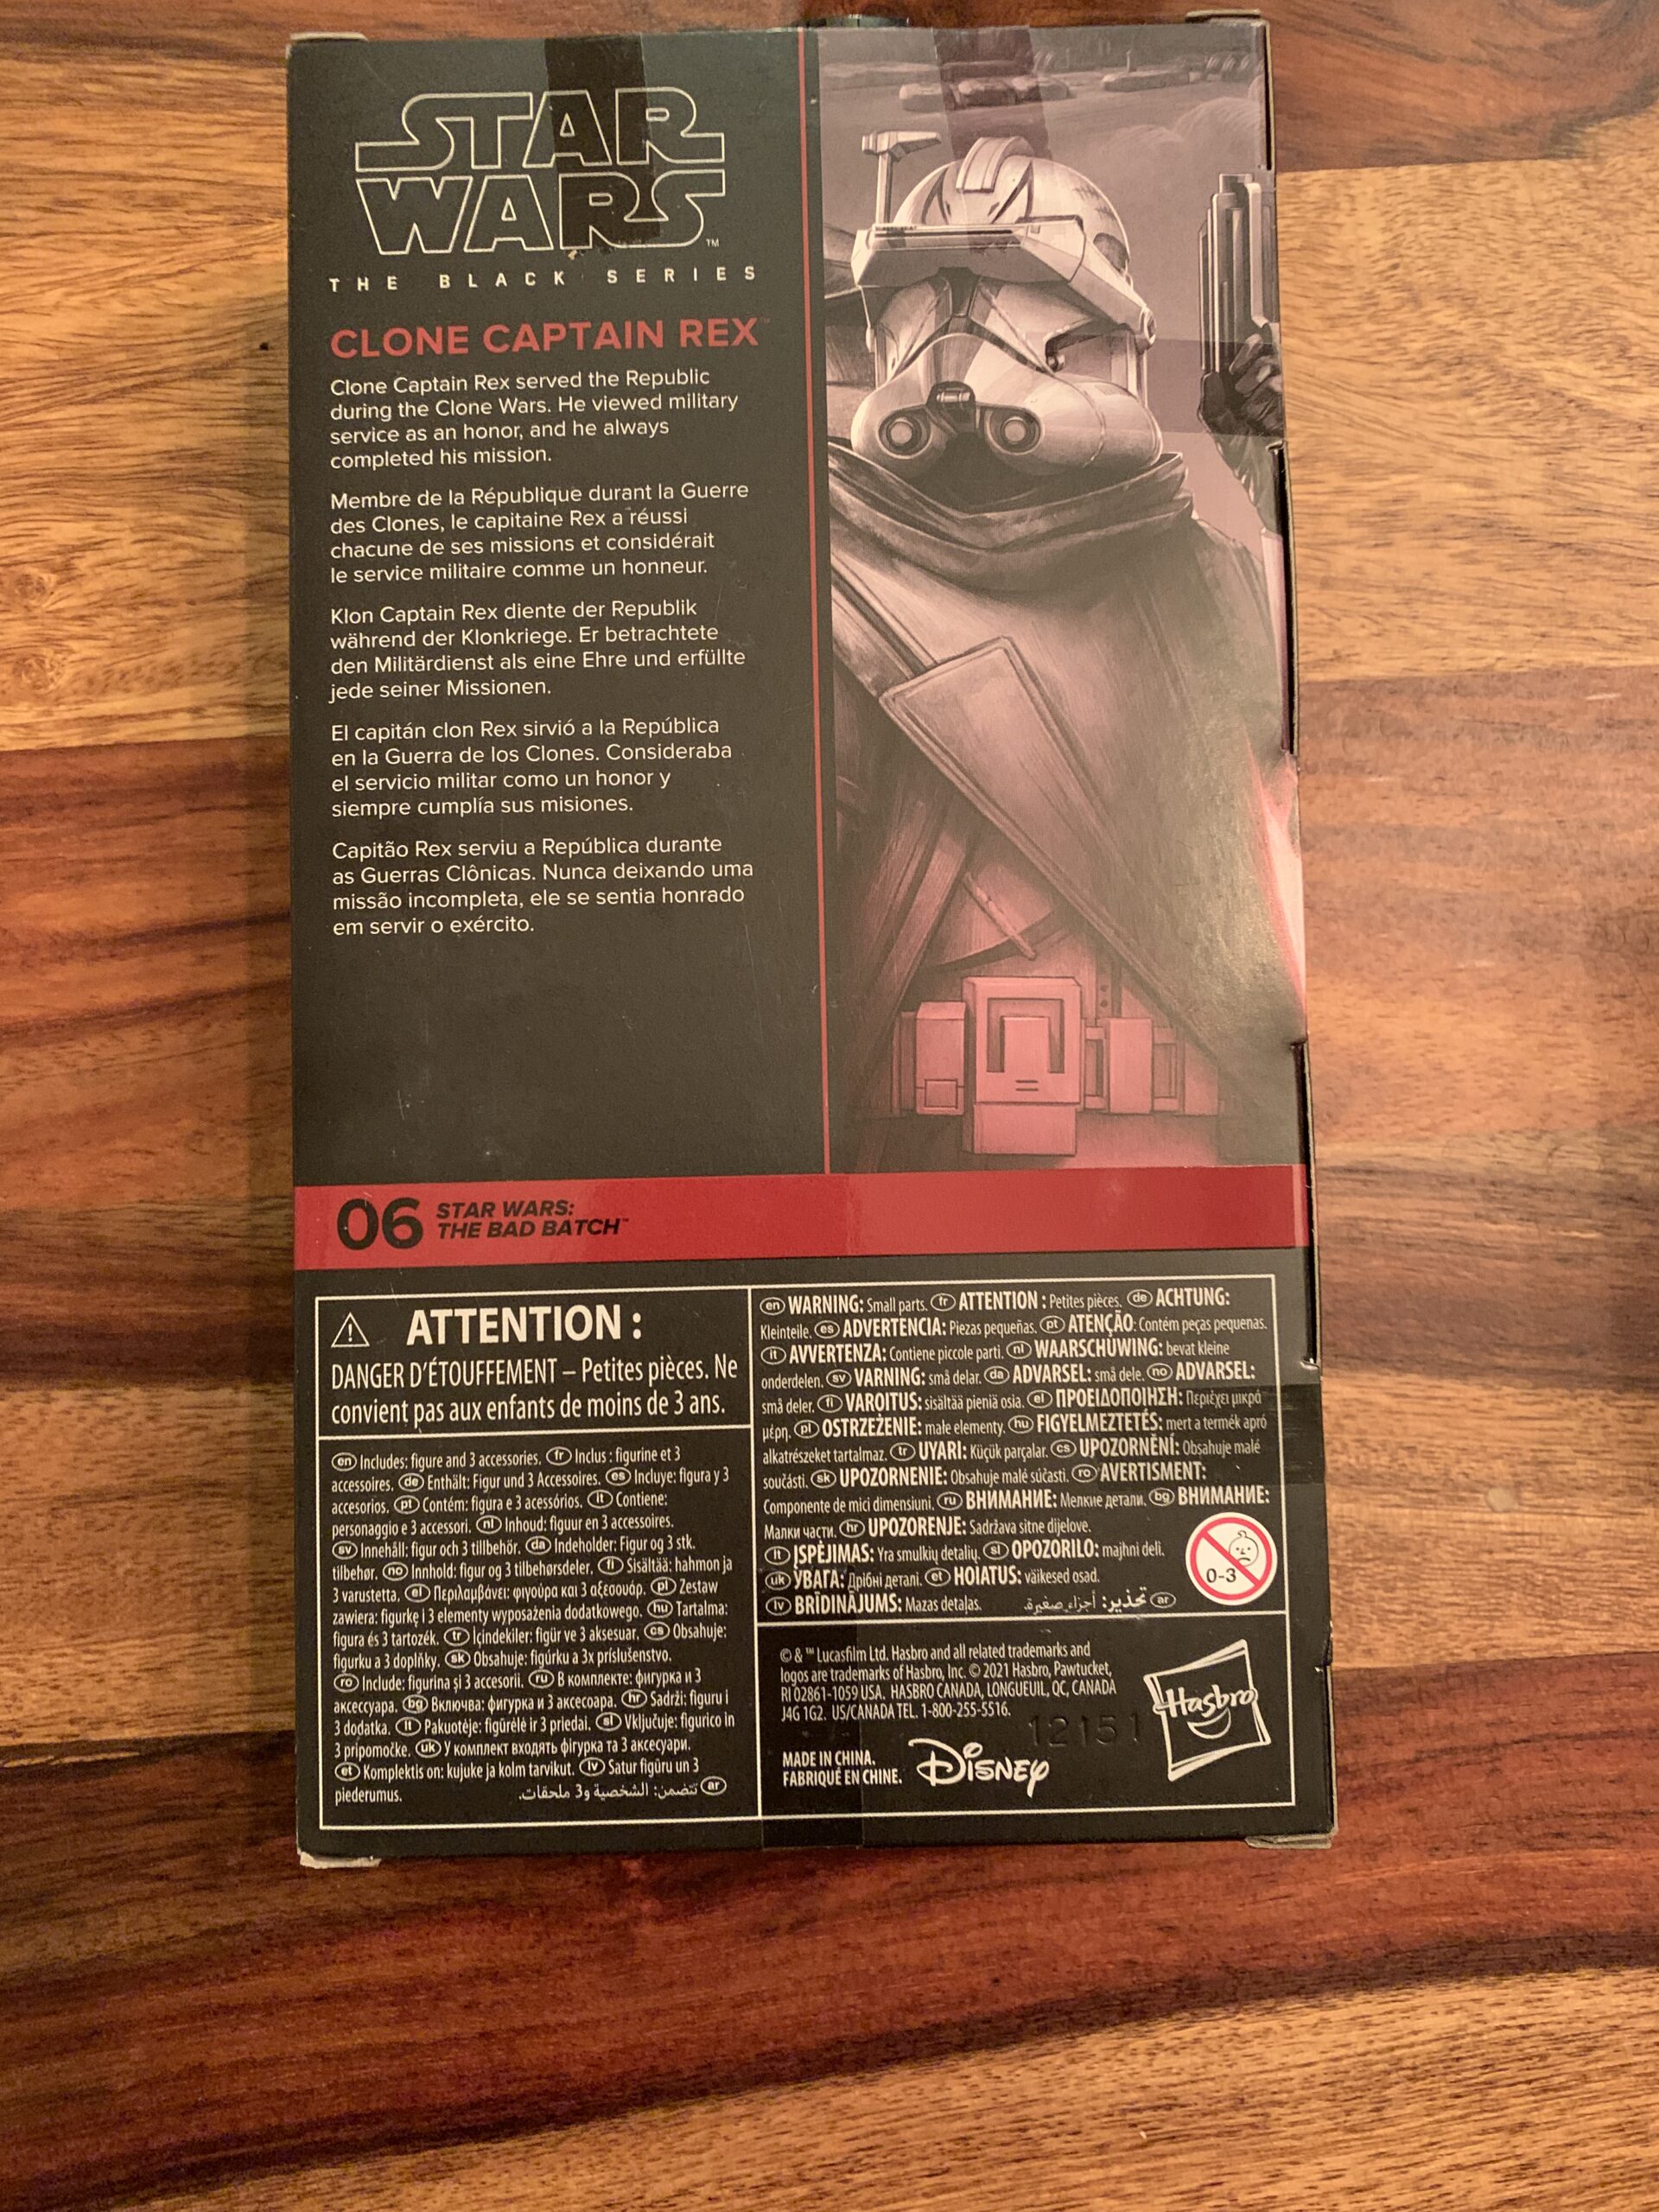 STAR
WARS™
THE BLACK SERIES
CLONE CAPTAIN REX™
Clone Captain Rex served the Republic
during the Clone Wars. He viewed military
service as an honor, and he always
completed his mission.
Membre de la République durant la Guerre
des Clones, le capitaine Rex a réussi
chacune de ses missions et considérait
le service militaire comme un honneur.
Klon Captain Rex diente der Republik
während der Klonkriege. Er betrachtete
den Militärdienst als eine Ehre und erfüllte
jede seiner Missionen.
El capitán clon Rex sirvió a la República
en la Guerra de los Clones. Consideraba
el servicio militar como un honor y
siempre cumplía sus misiones.
Capitão Rex serviu a República durante
as Guerras Clônicas. Nunca deixando uma
missão incompleta, ele se sentia honrado
em servir o exército.
06 STAR WARS:
THE BAD BATCH™
ATTENTION :
DANGER D'ÉTOUFFEMENT – Petites pièces. Ne
convient pas aux enfants de moins de 3 ans.
en Includes: figure and 3 accessories. fr Inclus : figurine et 3
accessoires. de Enthält: Figur und 3 Accessoires. es Incluye: figura y 3
accesorios. pt Contém: figura e 3 acessórios. it Contiene:
personaggio e 3 accessori. nl Inhoud: figuur en 3 accessoires.
sv Innehåll: figur och 3 tillbehör. da Indeholder: Figur og 3 stk.
tilbehør. no Innhold: figur og 3 tilbehørsdeler. fi Sisältää: hahmon ja
3 varustetta. el Περιλαμβάνει: φιγούρα και 3 αξεσουάρ. pl Zestaw
zawiera: figurkę i 3 elementy wyposażenia dodatkowego. hu Tartalma:
figura és 3 tartozék. tr İçindekiler: figür ve 3 aksesuar. cs Obsahuje:
figurku a 3 doplňky. sk Obsahuje: figúrku a 3x príslušenstvo.
ro Include: figurina și 3 accesorii. ru В комплекте: фигурка и 3
аксессуара. bg Включва: фигурка и 3 аксесоара. hr Sadrži: figuru i
3 dodatka. lt Pakuotėje: figūrėlė ir 3 priedai. sl Vključuje: figurico in
3 pripomočke. uk У комплект входять фігурка та 3 аксесуари.
et Komplektis on: kujuke ja kolm tarvikut. lv Satur figūru un 3
piederumus. ar تتضمن: الشخصية و3 ملحقات.
en WARNING: Small parts. fr ATTENTION : Petites pièces. de ACHTUNG:
Kleinteile. es ADVERTENCIA: Piezas pequeñas. pt ATENÇÃO: Contém peças pequenas.
it AVVERTENZA: Contiene piccole parti. nl WAARSCHUWING: bevat kleine
onderdelen. sv VARNING: små delar. da ADVARSEL: små dele. no ADVARSEL:
små deler. fi VAROITUS: sisältää pieniä osia. el ΠΡΟΕΙΔΟΠΟΙΗΣΗ: Περιέχει μικρά
μέρη. pl OSTRZEŻENIE: małe elementy. hu FIGYELMEZTETÉS: mert a termék apró
alkatrészeket tartalmaz. tr UYARI: Küçük parçalar. cs UPOZORNĚNÍ: Obsahuje malé
součásti. sk UPOZORNENIE: Obsahuje malé súčasti. ro AVERTISMENT:
Componente de mici dimensiuni. ru ВНИМАНИЕ: Мелкие детали. bg ВНИМАНИЕ:
Малки части. hr UPOZORENJE: Sadržava sitne dijelove.
lt ĮSPĖJIMAS: Yra smulkių detalių. sl OPOZORILO: majhni deli.
uk УВАГА: Дрібні деталі. et HOIATUS: väikesed osad.
lv BRĪDINĀJUMS: Mazas detaļas. ar تحذير: أجزاء صغيرة.
0-3
© & ™ Lucasfilm Ltd. Hasbro and all related trademarks and
logos are trademarks of Hasbro, Inc. © 2021 Hasbro, Pawtucket,
RI 02861-1059 USA. HASBRO CANADA, LONGUEUIL, QC, CANADA
J4G 1G2. US/CANADA TEL. 1-800-255-5516.
12151
MADE IN CHINA.
FABRIQUÉ EN CHINE.
Disney
Hasbro